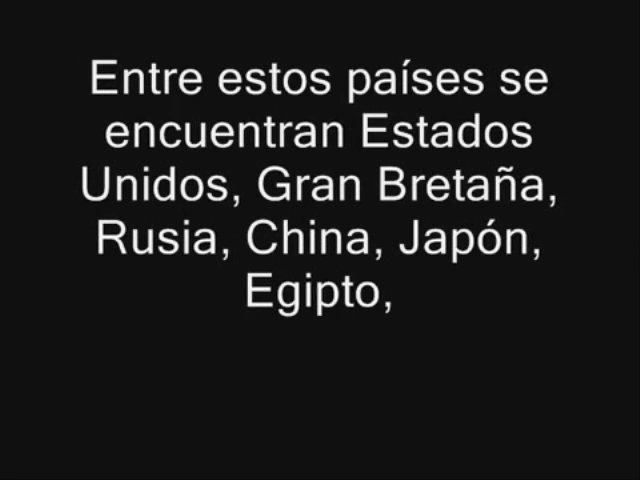 Entre estos países se
encuentran Estados
Unidos, Gran Bretaña,
Rusia, China, Japón,
Egipto,